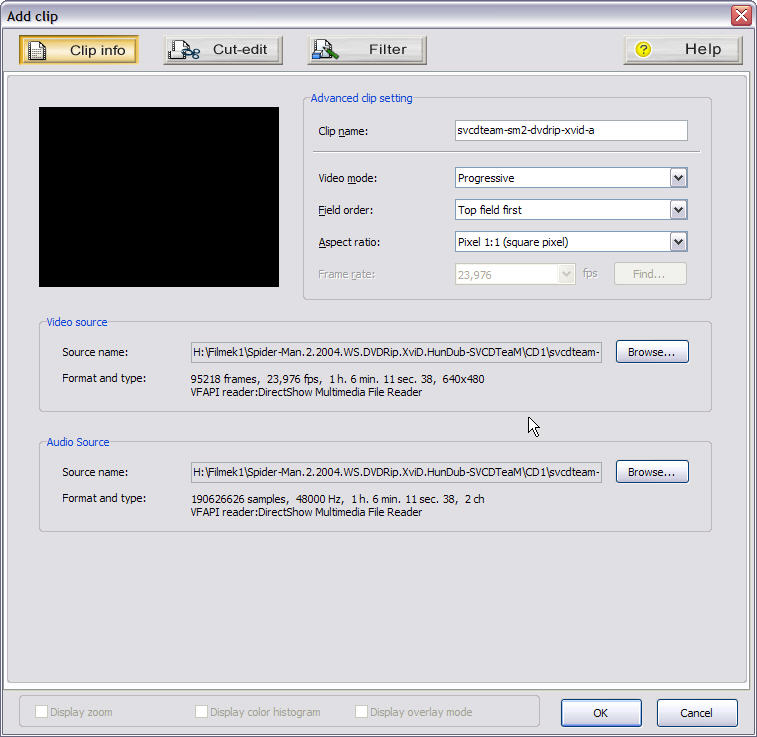 Add clip
Clip info
Cut-edit
Filter
? Help
Advanced clip setting
Clip name: svcdteam-sm2-dvdrip-xvid-a
Video mode: Progressive
Field order: Top field first
Aspect ratio: Pixel 1:1 (square pixel)
Frame rate: 23,976 fps Find...
Video source
Source name: H:\Filmek1\Spider-Man.2.2004.WS.DVDRip.XviD.HunDub-SVCDTeaM\CD1\svcdteam- Browse...
Format and type: 95218 frames, 23,976 fps, 1 h. 6 min. 11 sec. 38, 640x480
VFAPI reader:DirectShow Multimedia File Reader
Audio Source
Source name: H:\Filmek1\Spider-Man.2.2004.WS.DVDRip.XviD.HunDub-SVCDTeaM\CD1\svcdteam- Browse...
Format and type: 190626626 samples, 48000 Hz, 1 h. 6 min. 11 sec. 38, 2 ch
VFAPI reader:DirectShow Multimedia File Reader
Display zoom
Display color histogram
Display overlay mode
OK
Cancel